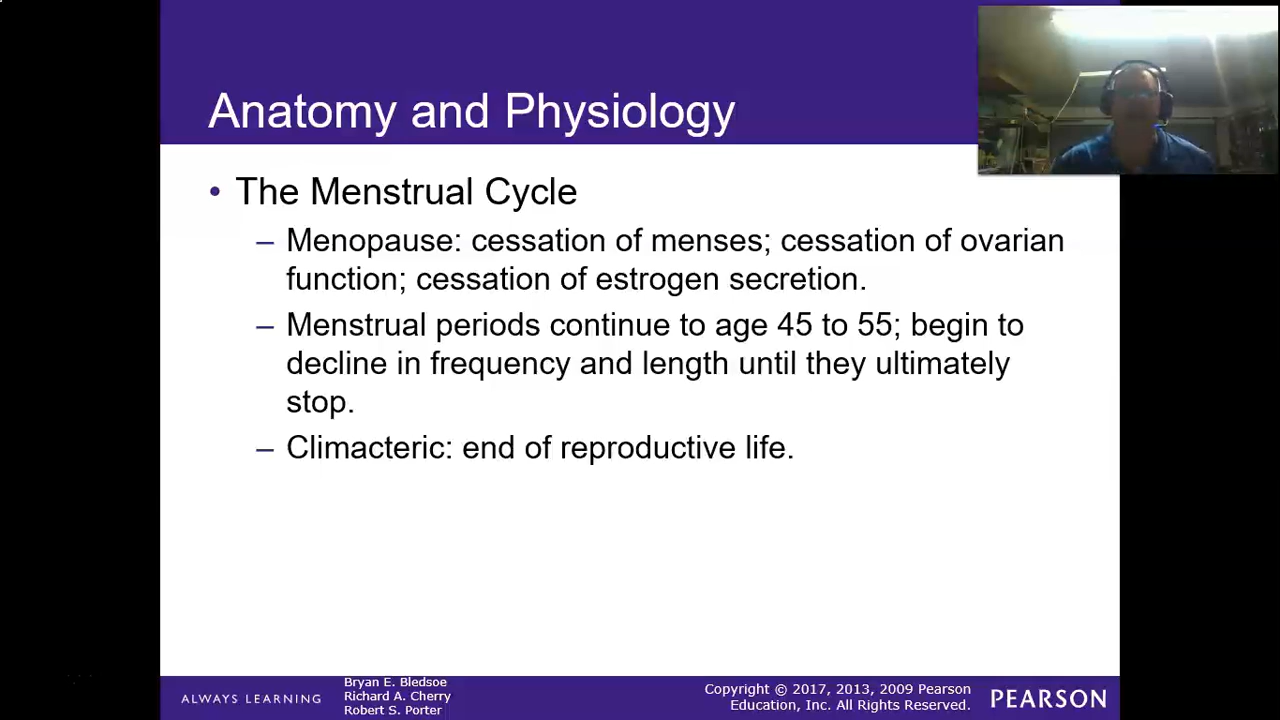 Anatomy and Physiology
• The Menstrual Cycle
– Menopause: cessation of menses; cessation of ovarian
function; cessation of estrogen secretion.
– Menstrual periods continue to age 45 to 55; begin to
decline in frequency and length until they ultimately
stop.
– Climacteric: end of reproductive life.
ALWAYS LEARNING
Bryan E. Bledsoe
Richard A. Cherry
Robert S. Porter
Copyright © 2017, 2013, 2009 Pearson
Education, Inc. All Rights Reserved.
PEARSON